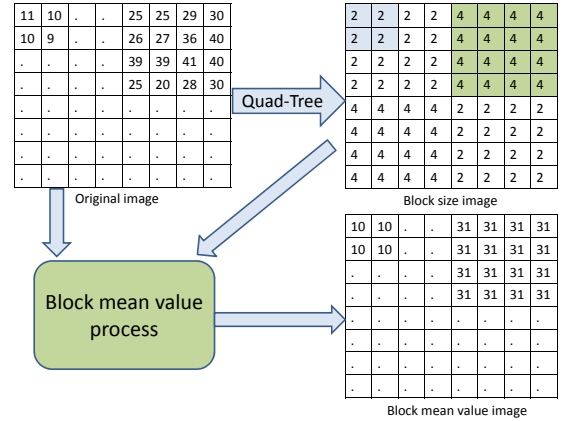 11 10 . . 25 25 29 30
10 9 . . 26 27 36 40
. . . . 39 39 41 40
. . . . 25 20 28 30
. . . . . . . .
. . . . . . . .
. . . . . . . .
. . . . . . . .
Original image
Quad-Tree
2 2 2 2 4 4 4 4
2 2 2 2 4 4 4 4
2 2 2 2 4 4 4 4
2 2 2 2 4 4 4 4
4 4 4 4 2 2 2 2
4 4 4 4 2 2 2 2
4 4 4 4 2 2 2 2
4 4 4 4 2 2 2 2
Block size image
Block mean value
process
10 10 . . 31 31 31 31
10 10 . . 31 31 31 31
. . . . 31 31 31 31
. . . . 31 31 31 31
. . . . . . . .
. . . . . . . .
. . . . . . . .
. . . . . . . .
Block mean value image